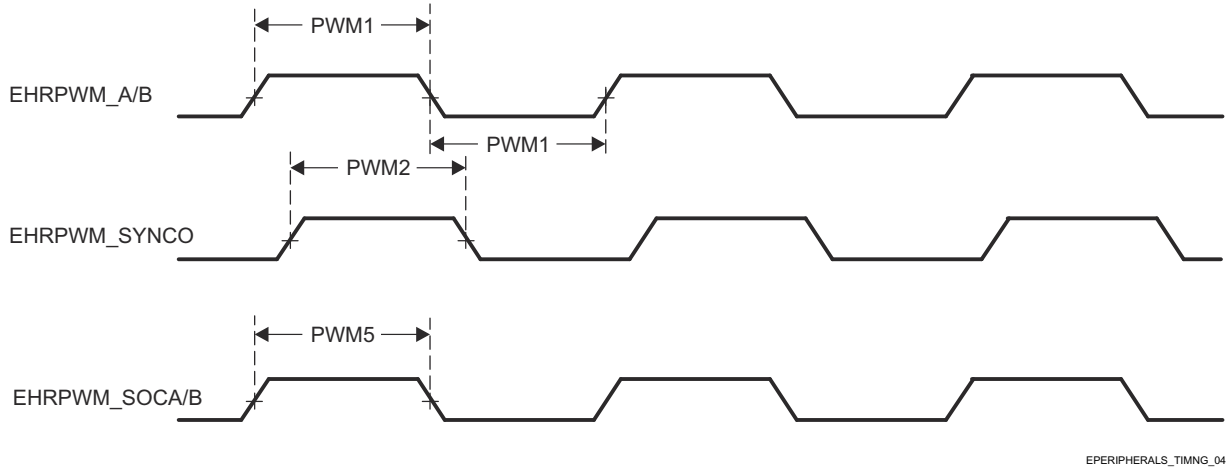 PWM1
EHRPWM_A/B
PWM1
PWM2
EHRPWM_SYNCO
PWM5
EHRPWM_SOCA/B
EPERIPHERALS_TIMNG_04